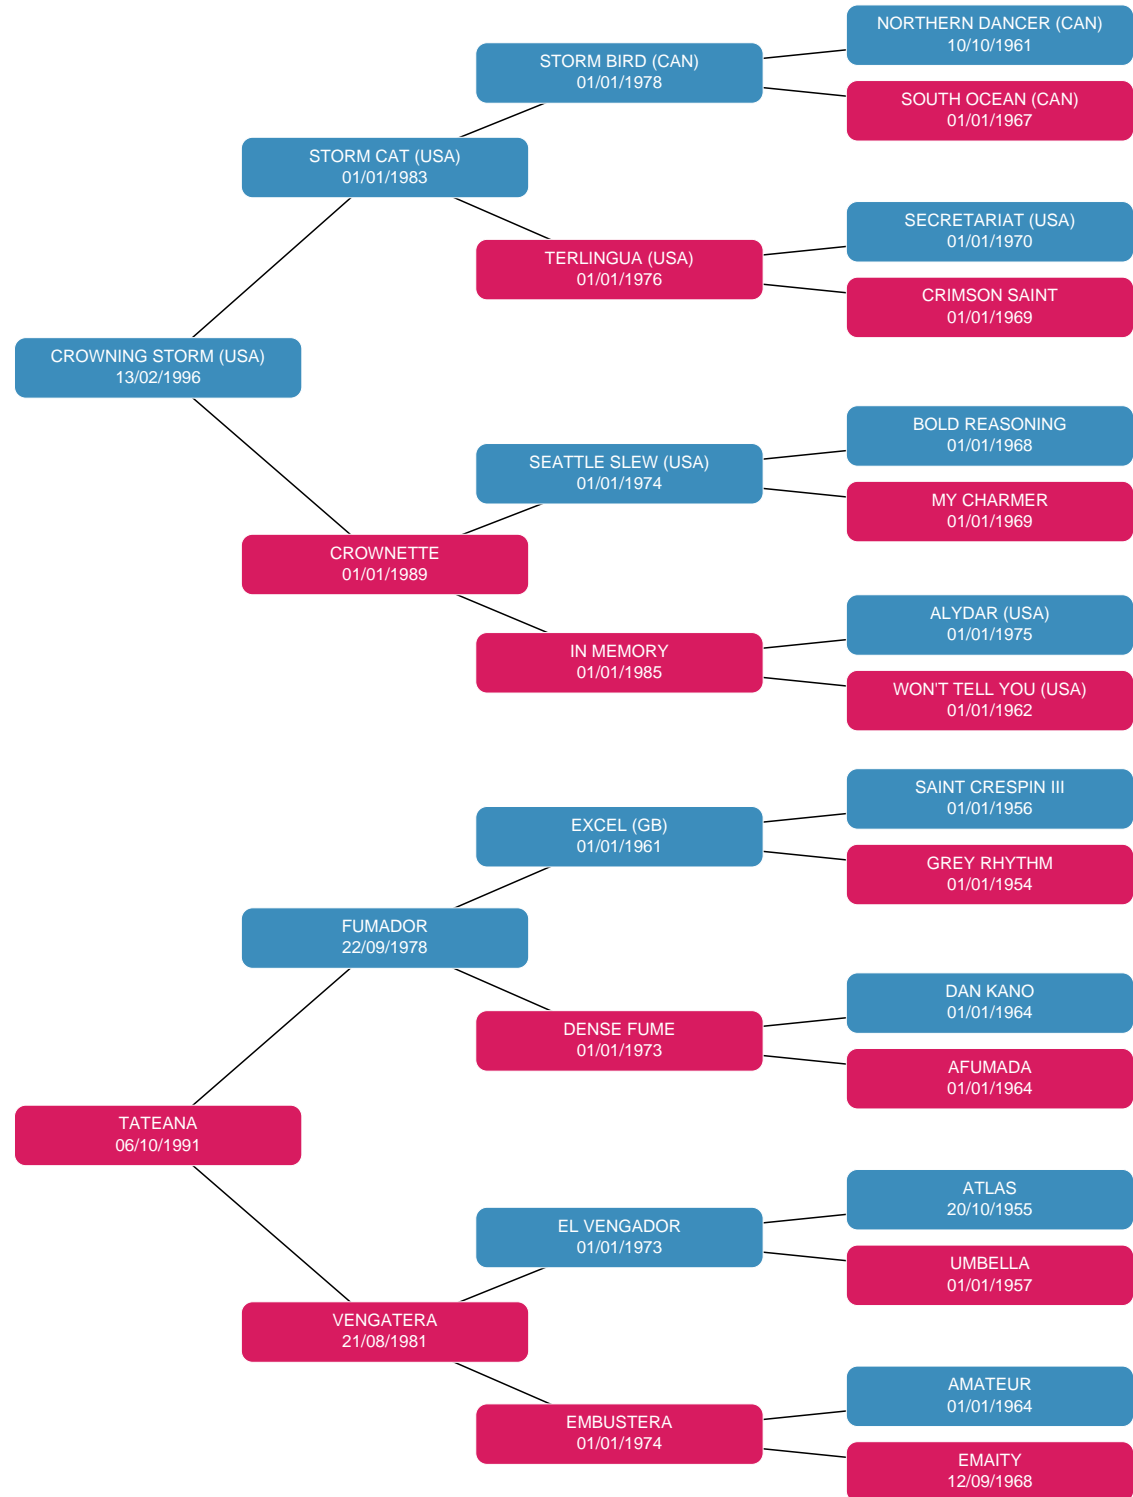 NORTHERN DANCER (CAN)
10/10/1961
STORM BIRD (CAN)
01/01/1978
SOUTH OCEAN (CAN)
01/01/1967
STORM CAT (USA)
01/01/1983
SECRETARIAT (USA)
01/01/1970
TERLINGUA (USA)
01/01/1976
CRIMSON SAINT
01/01/1969
CROWNING STORM (USA)
13/02/1996
BOLD REASONING
01/01/1968
SEATTLE SLEW (USA)
01/01/1974
MY CHARMER
01/01/1969
CROWNETTE
01/01/1989
ALYDAR (USA)
01/01/1975
IN MEMORY
01/01/1985
WON'T TELL YOU (USA)
01/01/1962
SAINT CRESPIN III
01/01/1956
EXCEL (GB)
01/01/1961
GREY RHYTHM
01/01/1954
FUMADOR
22/09/1978
DAN KANO
01/01/1964
DENSE FUME
01/01/1973
AFUMADA
01/01/1964
TATEANA
06/10/1991
ATLAS
20/10/1955
EL VENGADOR
01/01/1973
UMBELLA
01/01/1957
VENGATERA
21/08/1981
AMATEUR
01/01/1964
EMBUSTERA
01/01/1974
EMAITY
12/09/1968